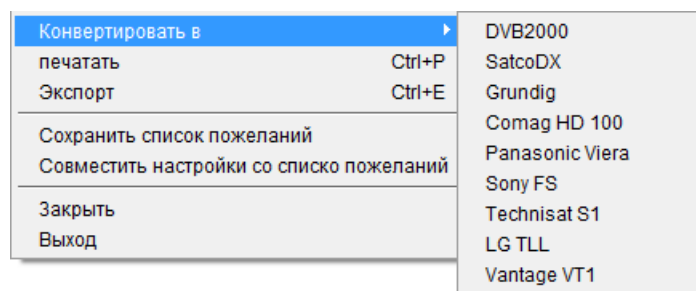 Конвертировать в
печатать Ctrl+P
Экспорт Ctrl+E
Сохранить список пожеланий
Совместить настройки со списко пожеланий
Закрыть
Выход
DVB2000
SatcoDX
Grundig
Comag HD 100
Panasonic Viera
Sony FS
Technisat S1
LG TLL
Vantage VT1